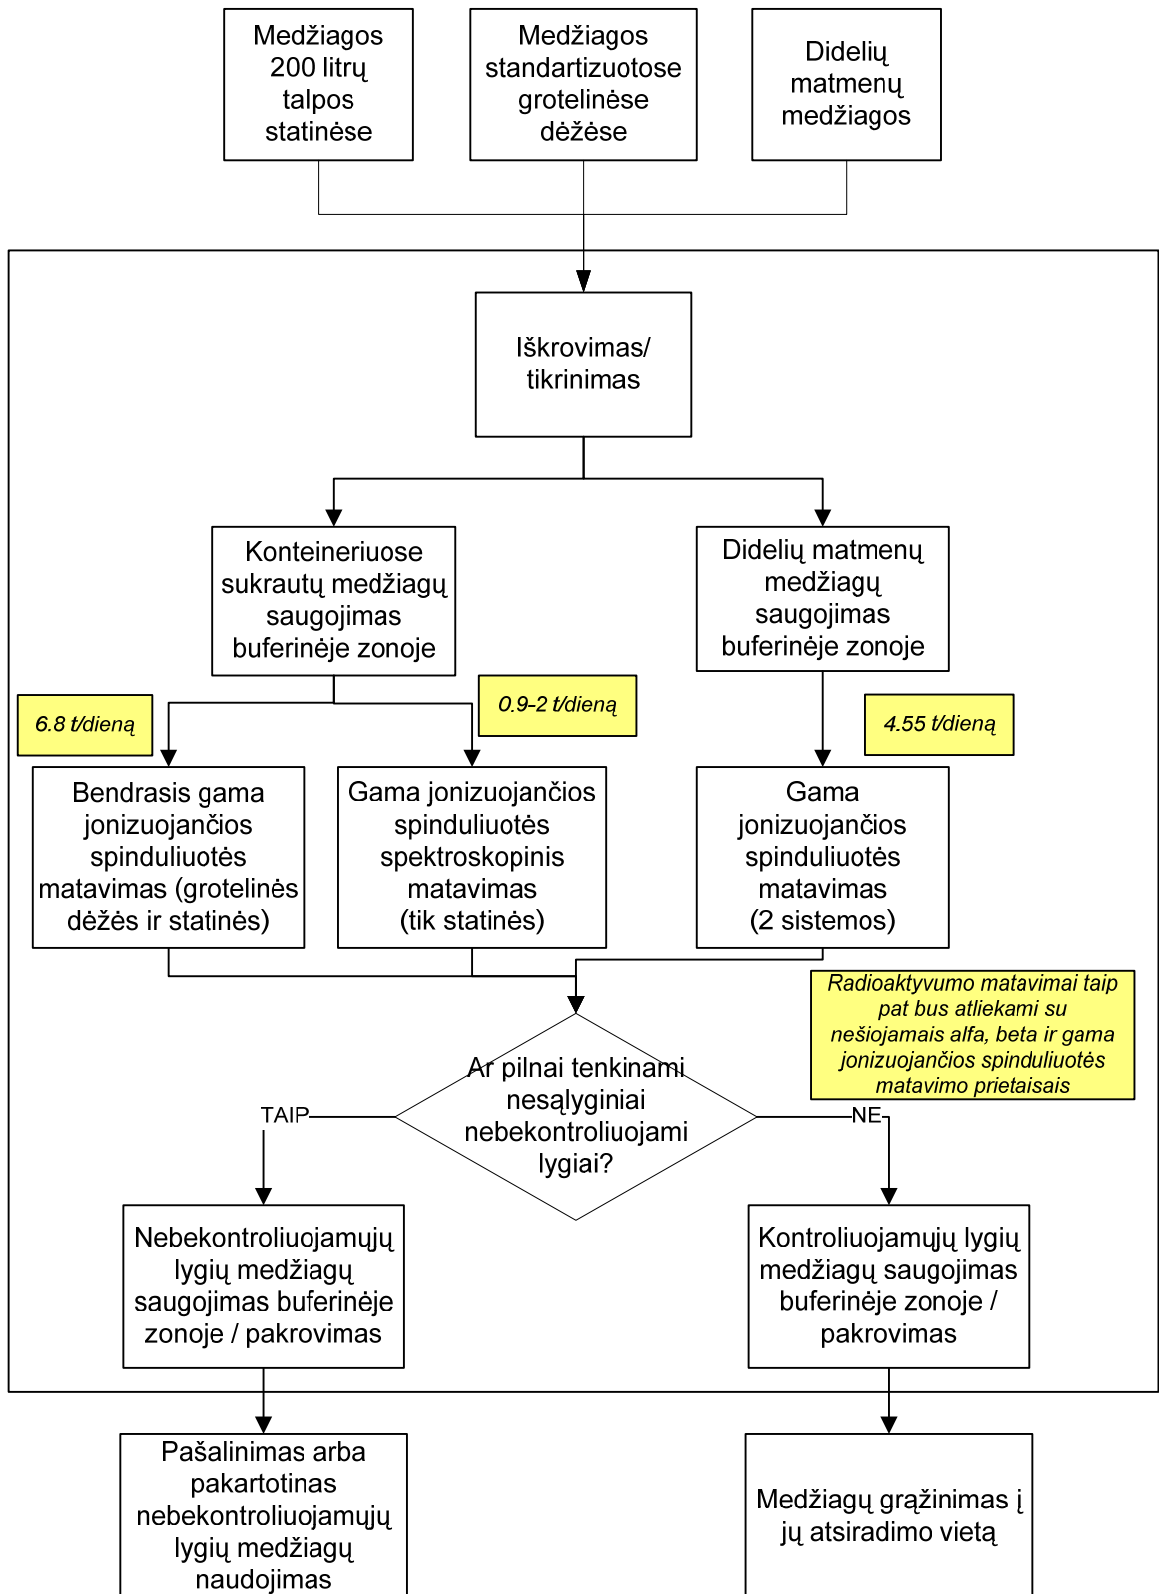 Medžiagos
200 litrų
talpos
statinėse
Medžiagos
standartizuotose
grotelinėse
dėžėse
Didelių
matmenų
medžiagos
Iškrovimas/
tikrinimas
Konteineriuose
sukrautų medžiagų
saugojimas
buferinėje zonoje
Didelių matmenų
medžiagų
saugojimas
buferinėje zonoje
6.8 t/dieną
0.9-2 t/dieną
4.55 t/dieną
Bendrasis gama
jonizuojančios
spinduliuotės
matavimas (grotelinės
dėžės ir statinės)
Gama jonizuojančios
spinduliuotės
spektroskopinis
matavimas
(tik statinės)
Gama
jonizuojančios
spinduliuotės
matavimas
(2 sistemos)
Radioaktyvumo matavimai taip
pat bus atliekami su
nešiojamais alfa, beta ir gama
jonizuojančios spinduliuotės
matavimo prietaisais
Ar pilnai tenkinami
nesąlyginiai
nebekontroliuojami
lygiai?
TAIP
NE
Nebekontroliuojamųjų
lygių medžiagų
saugojimas buferinėje
zonoje / pakrovimas
Kontroliuojamųjų lygių
medžiagų saugojimas
buferinėje zonoje /
pakrovimas
Pašalinimas arba
pakartotinas
nebekontroliuojamųjų
lygių medžiagų
naudojimas
Medžiagų grąžinimas į
jų atsiradimo vietą